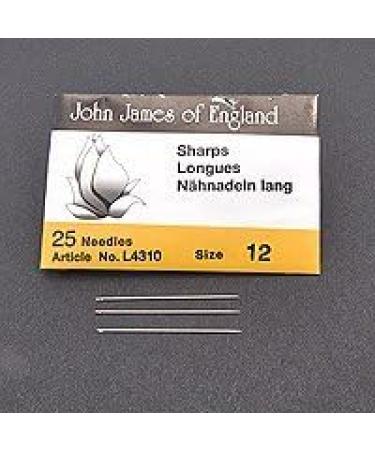 John James of England
Sharps
Longues
Nähnadeln lang
25 Needles
Article No. L4310 Size 12